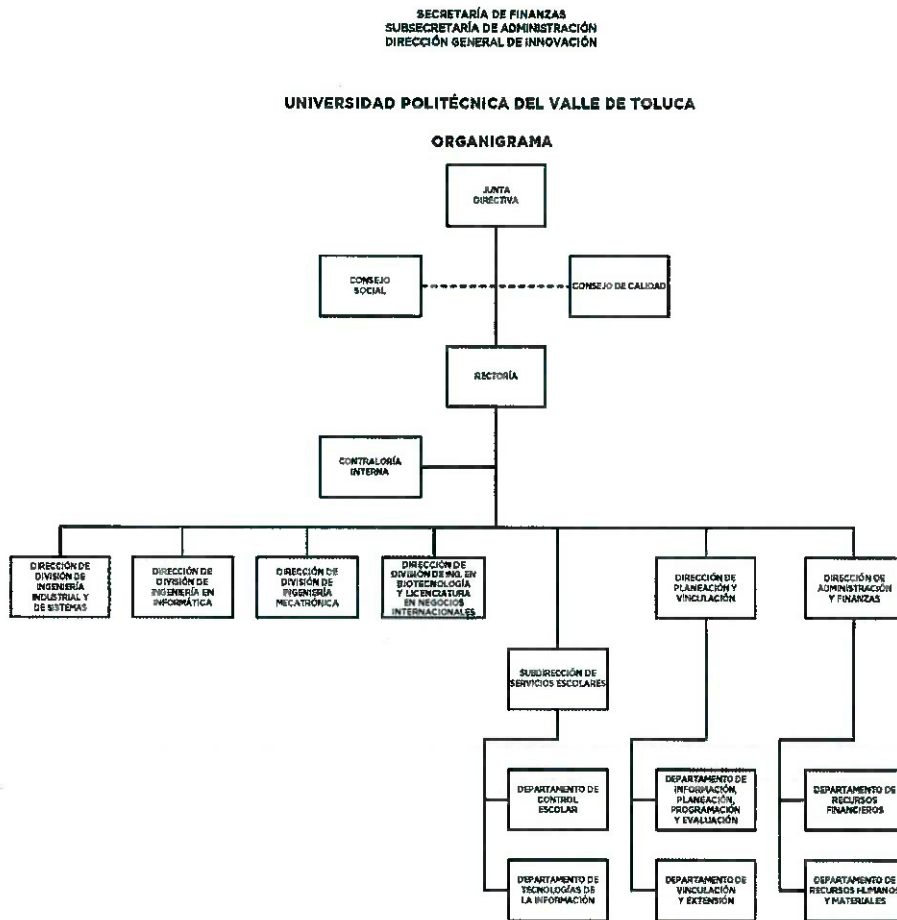 SECRETARÍA DE FINANZAS
SUBSECRETARÍA DE ADMINISTRACIÓN
DIRECCIÓN GENERAL DE INNOVACIÓN
UNIVERSIDAD POLITÉCNICA DEL VALLE DE TOLUCA
ORGANIGRAMA
JUNTA
DIRECTIVA
CONSEJO
SOCIAL
CONSEJO DE CALIDAD
RECTORÍA
CONTRALORÍA
INTERNA
DIRECCIÓN DE
DIVISIÓN DE
INGENIERÍA
INDUSTRIAL Y
DE SISTEMAS
DIRECCIÓN DE
DIVISIÓN DE
INGENIERÍA EN
INFORMÁTICA
DIRECCIÓN DE
DIVISIÓN DE
INGENIERÍA
MECATRÓNICA
DIRECCIÓN DE
DIVISIÓN DE ING. EN
BIOTECNOLOGÍA
Y LICENCIATURA
EN NEGOCIOS
INTERNACIONALES
DIRECCIÓN DE
PLANEACIÓN Y
VINCULACIÓN
DIRECCIÓN DE
ADMINISTRACIÓN
Y FINANZAS
SUBDIRECCIÓN DE
SERVICIOS ESCOLARES
DEPARTAMENTO DE
CONTROL
ESCOLAR
DEPARTAMENTO DE
INFORMACIÓN,
PLANEACIÓN,
PROGRAMACIÓN
Y EVALUACIÓN
DEPARTAMENTO DE
RECURSOS
FINANCIEROS
DEPARTAMENTO DE
TECNOLOGÍAS DE
LA INFORMACIÓN
DEPARTAMENTO DE
VINCULACIÓN
Y EXTENSIÓN
DEPARTAMENTO DE
RECURSOS HUMANOS
Y MATERIALES